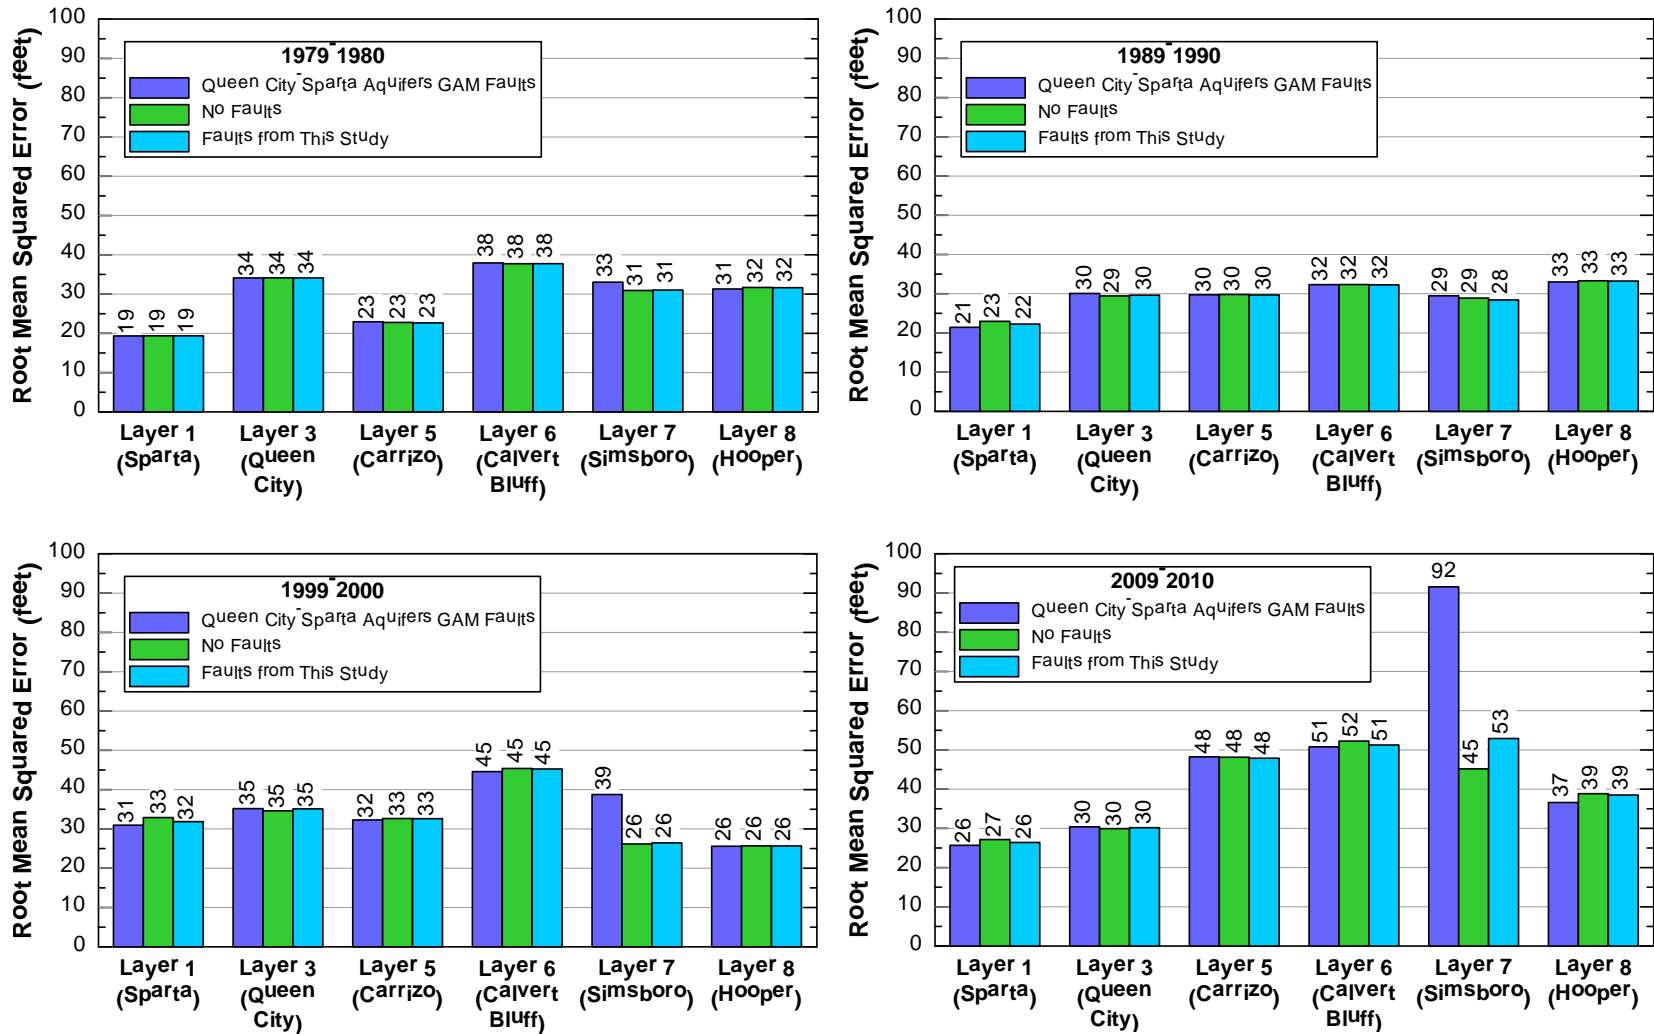 Root Mean Squared Error (feet)
100
90
80
70
60
50
40
30
20
10
0
1979-1980
Queen City-Sparta Aquifers GAM Faults
No Faults
Faults from This Study
19 19 19
34 34 34
23 23 23
38 38 38
33 31 31
31 32 32
Layer 1 Layer 3 Layer 5 Layer 6 Layer 7 Layer 8
(Sparta) (Queen (Carrizo) (Calvert (Simsboro) (Hooper)
City) Bluff)
Root Mean Squared Error (feet)
100
90
80
70
60
50
40
30
20
10
0
1989-1990
Queen City-Sparta Aquifers GAM Faults
No Faults
Faults from This Study
21 23 22
30 29 30
30 30 30
32 32 32
29 29 28
33 33 33
Layer 1 Layer 3 Layer 5 Layer 6 Layer 7 Layer 8
(Sparta) (Queen (Carrizo) (Calvert (Simsboro) (Hooper)
City) Bluff)
Root Mean Squared Error (feet)
100
90
80
70
60
50
40
30
20
10
0
1999-2000
Queen City-Sparta Aquifers GAM Faults
No Faults
Faults from This Study
31 33 32
35 35 35
32 33 33
45 45 45
39 26 26
26 26 26
Layer 1 Layer 3 Layer 5 Layer 6 Layer 7 Layer 8
(Sparta) (Queen (Carrizo) (Calvert (Simsboro) (Hooper)
City) Bluff)
Root Mean Squared Error (feet)
100
90
80
70
60
50
40
30
20
10
0
2009-2010
Queen City-Sparta Aquifers GAM Faults
No Faults
Faults from This Study
26 27 26
30 30 30
48 48 48
51 52 51
92 45 53
37 39 39
Layer 1 Layer 3 Layer 5 Layer 6 Layer 7 Layer 8
(Sparta) (Queen (Carrizo) (Calvert (Simsboro) (Hooper)
City) Bluff)